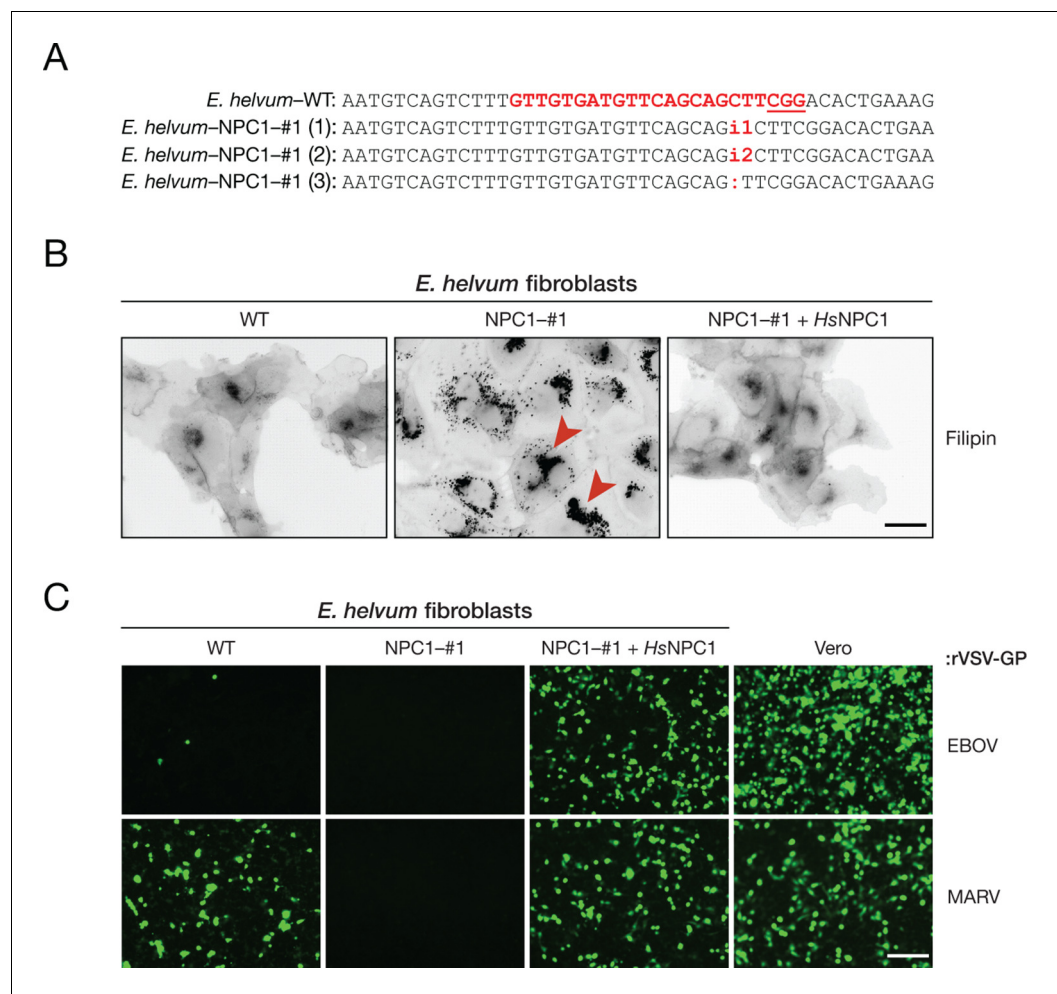 A
E. helvum–WT: AATGTCAGTCTTTGTTGTGATGTTCAGCAGCTTCGGACACTGAAAG
E. helvum–NPC1–#1 (1): AATGTCAGTCTTTGTTGTGATGTTCAGCAGi1CTTCGGACACTGAA
E. helvum–NPC1–#1 (2): AATGTCAGTCTTTGTTGTGATGTTCAGCAGi2CTTCGGACACTGAA
E. helvum–NPC1–#1 (3): AATGTCAGTCTTTGTTGTGATGTTCAGCAG:TTCGGACACTGAAAG
B
E. helvum fibroblasts
WT NPC1–#1 NPC1–#1 + HsNPC1
Filipin
C
E. helvum fibroblasts
WT NPC1–#1 NPC1–#1 + HsNPC1 Vero :rVSV-GP
EBOV
MARV